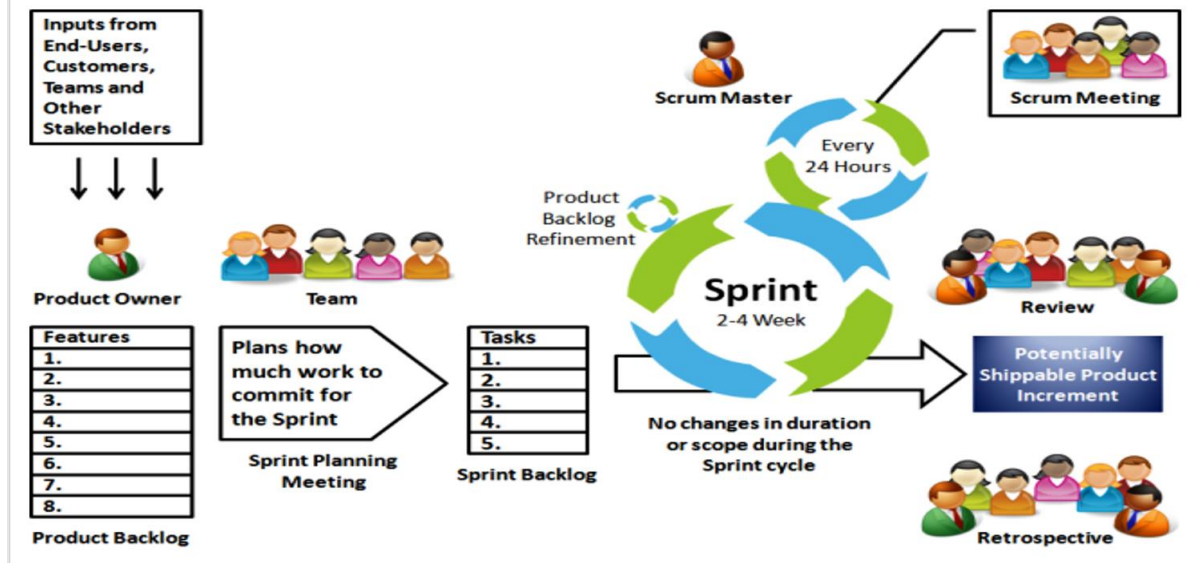 Inputs from
End-Users,
Customers,
Teams and
Other
Stakeholders
Product Owner
Features
1.
2.
3.
4.
5.
6.
7.
8.
Product Backlog
Team
Plans how
much work to
commit for
the Sprint
Sprint Planning
Meeting
Tasks
1.
2.
3.
4.
5.
Sprint Backlog
Scrum Master
Every
24 Hours
Scrum Meeting
Product
Backlog
Refinement
Sprint
2-4 Week
No changes in duration
or scope during the
Sprint cycle
Review
Potentially
Shippable Product
Increment
Retrospective